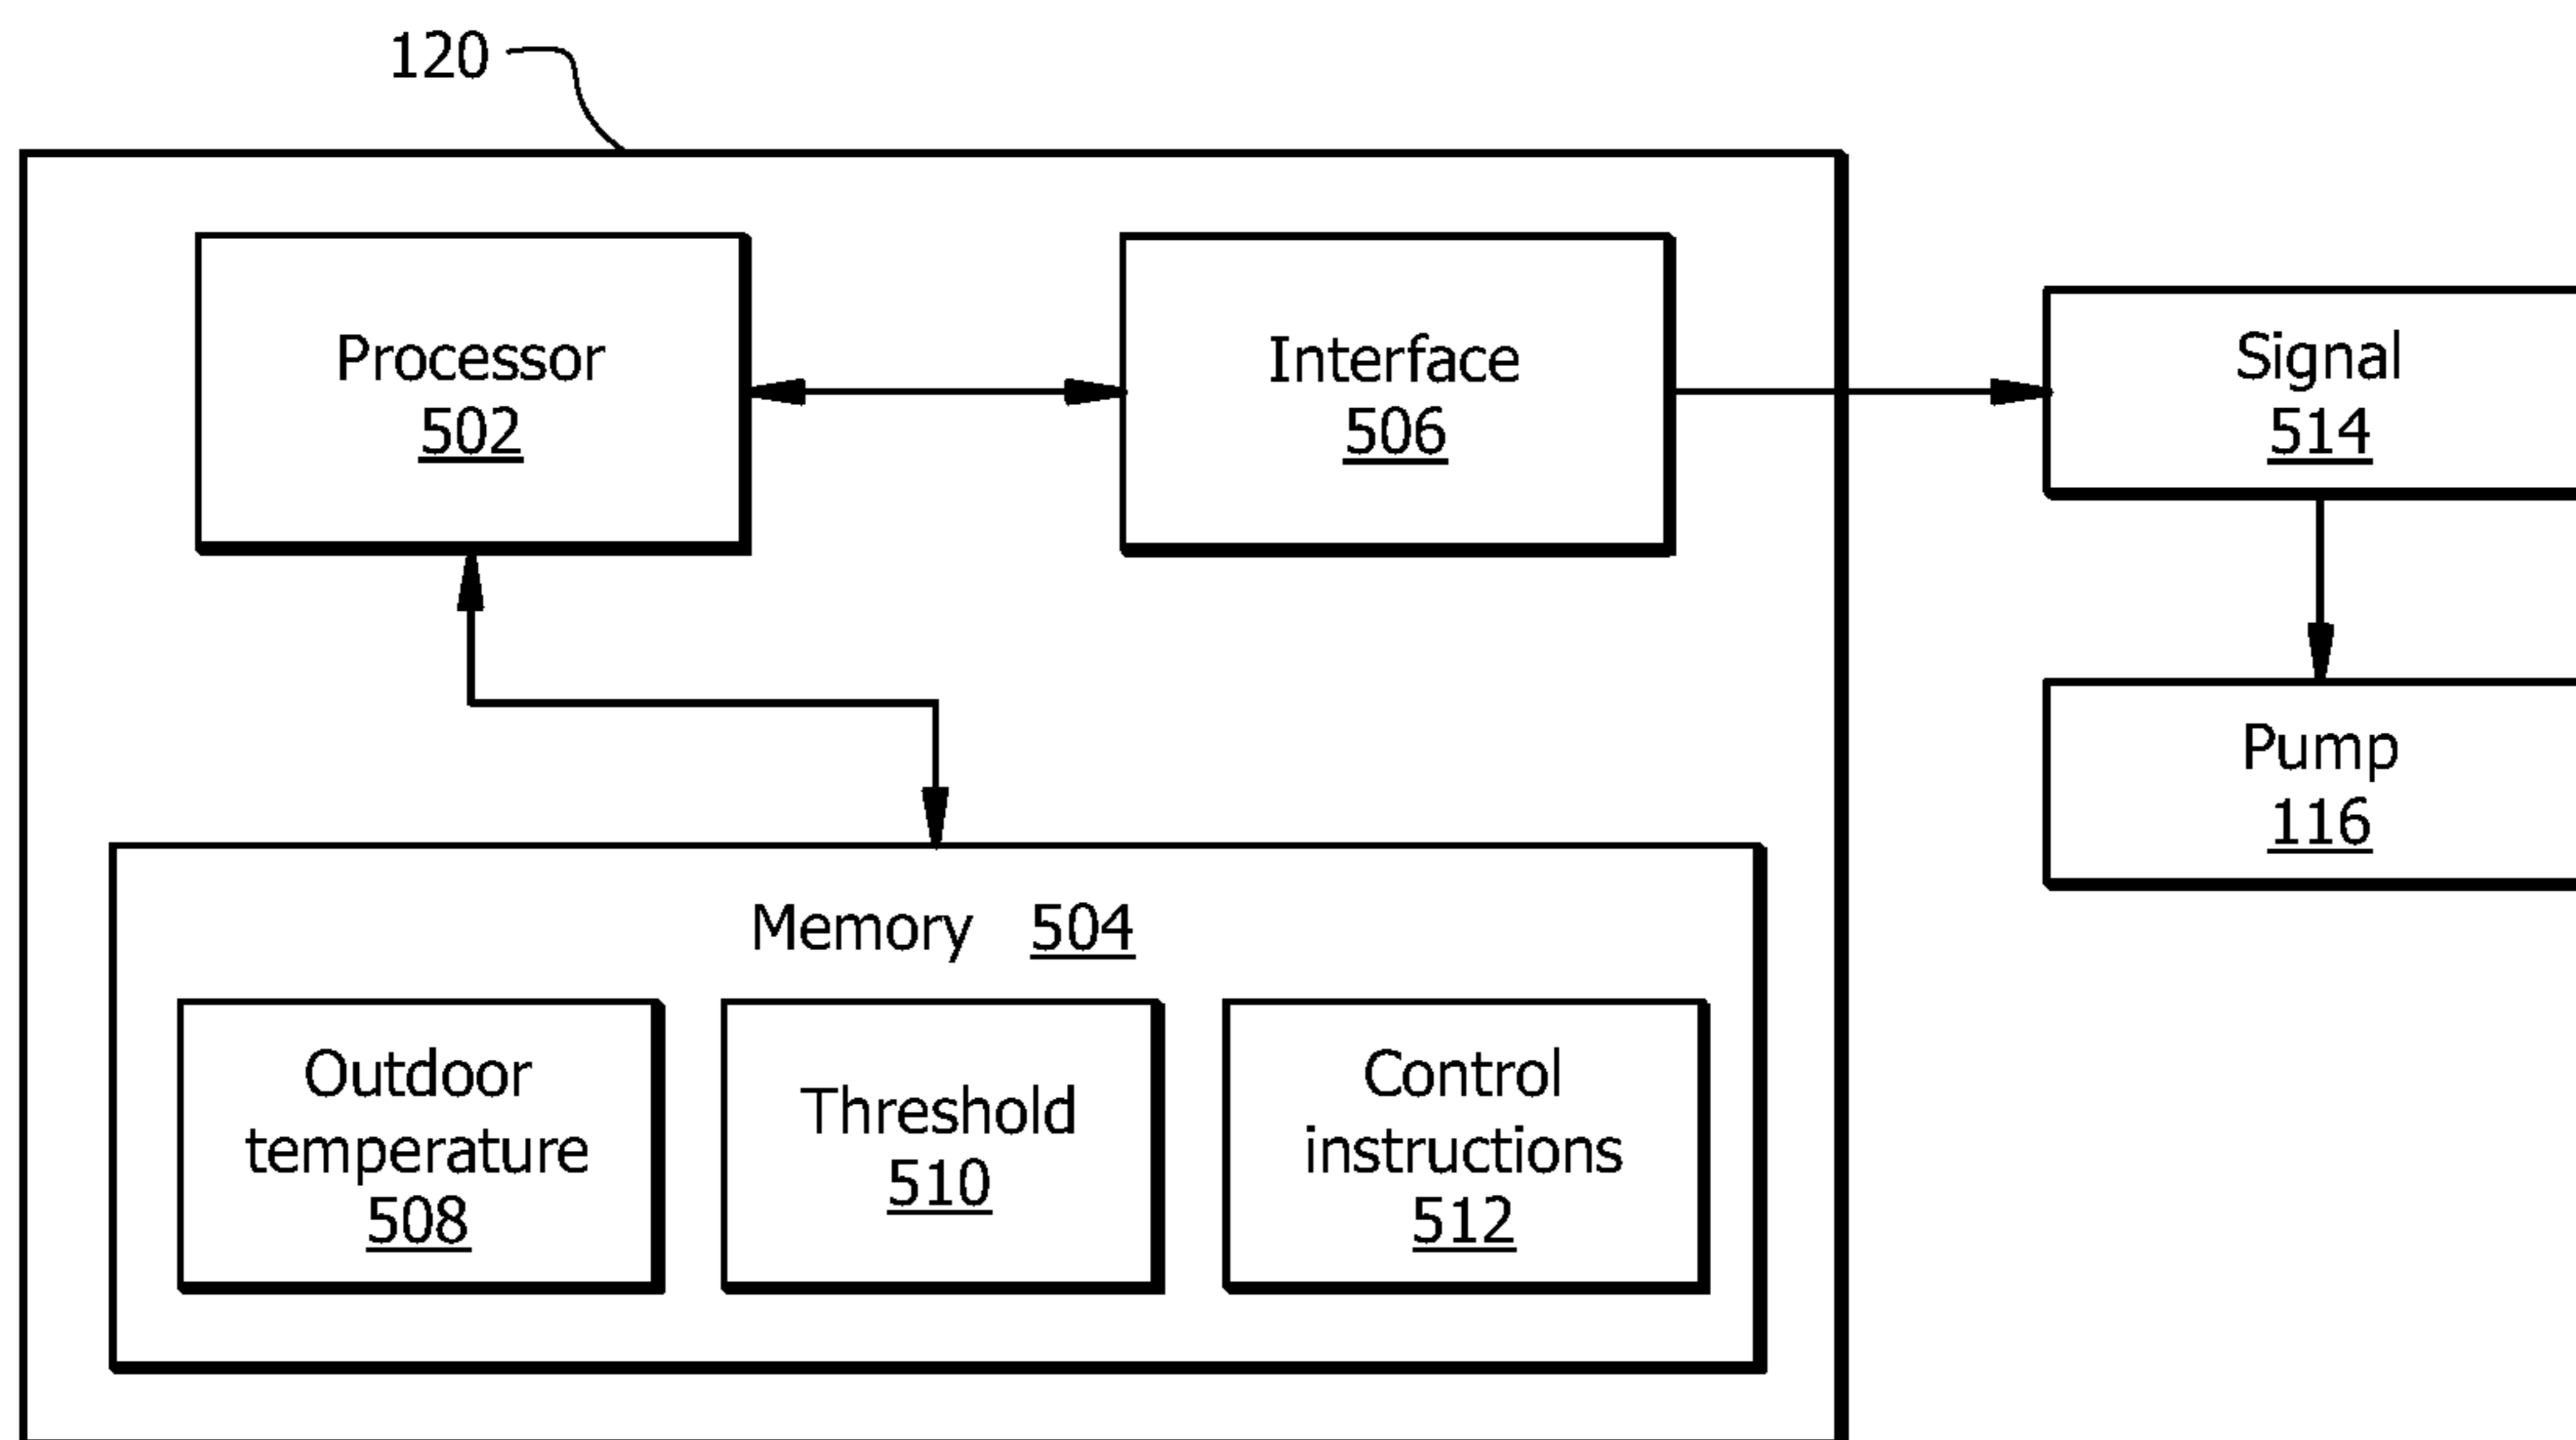 120
Processor
502
Interface
506
Signal
514
Pump
116
Memory 504
Outdoor
temperature
508
Threshold
510
Control
instructions
512